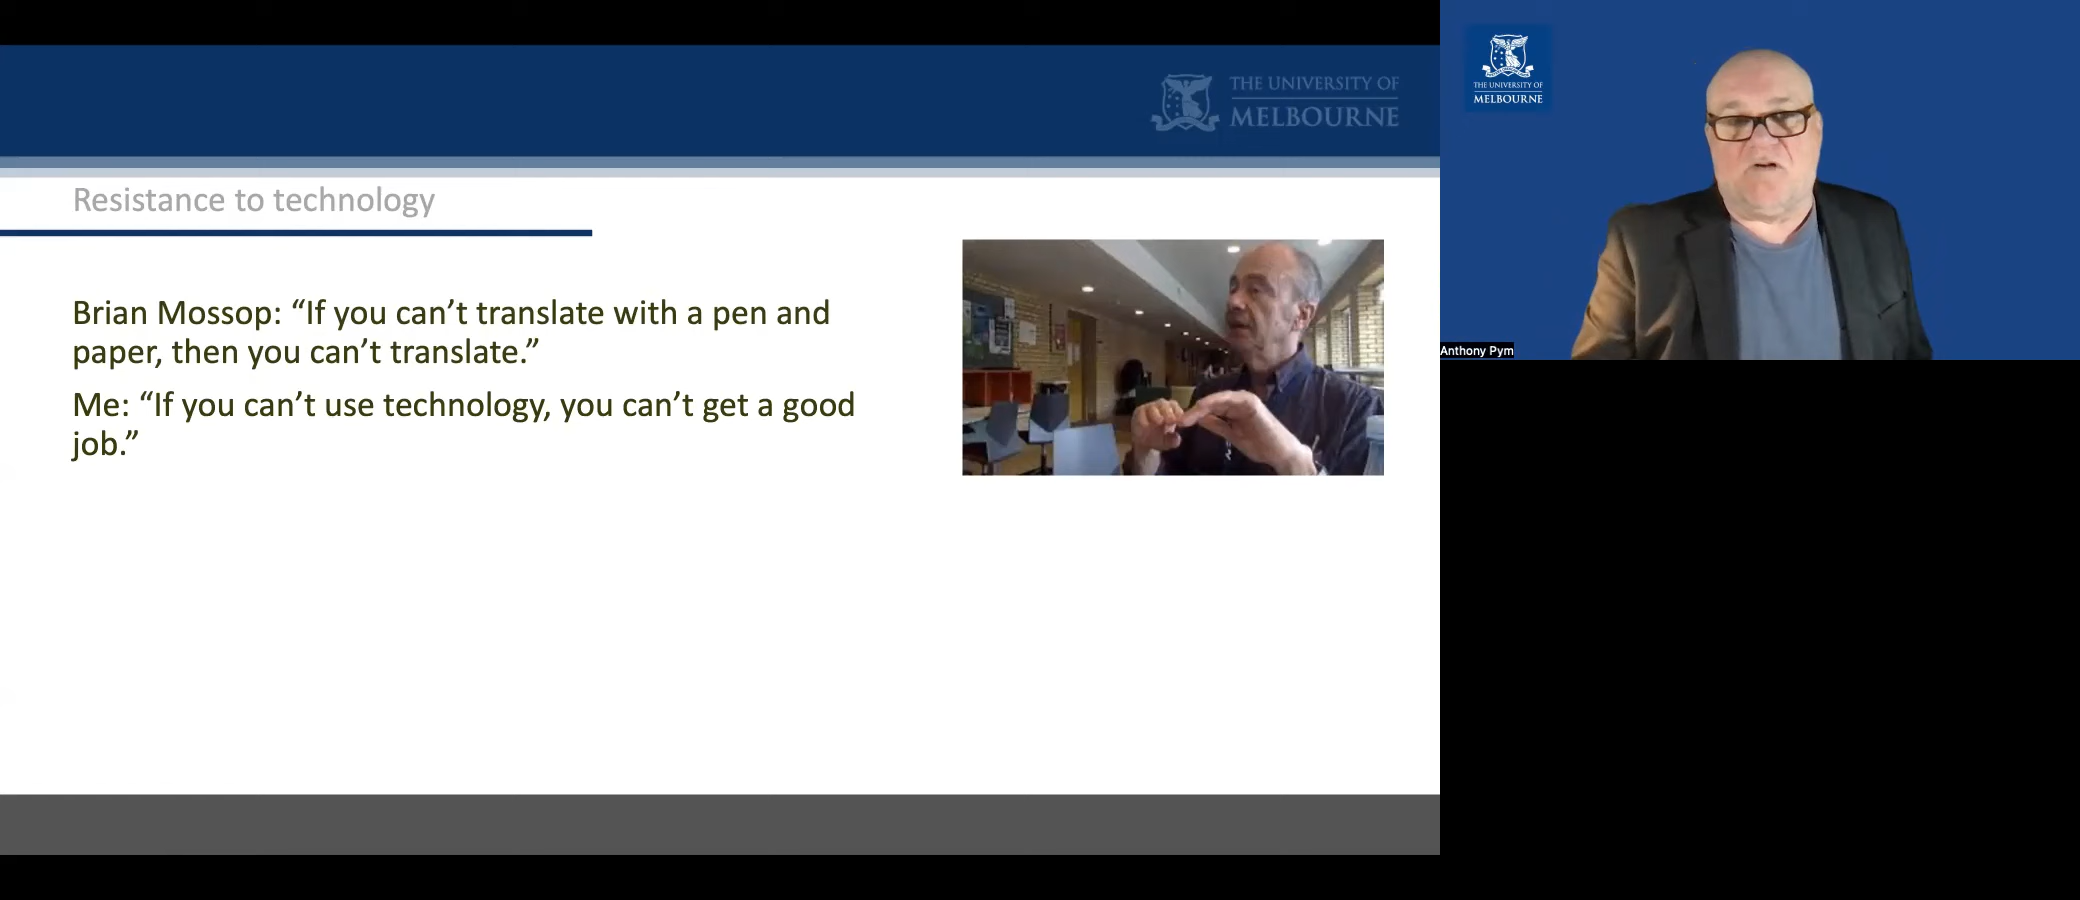 THE UNIVERSITY OF
MELBOURNE
Resistance to technology
Brian Mossop: “If you can’t translate with a pen and
paper, then you can’t translate.”
Me: “If you can’t use technology, you can’t get a good
job.”
THE UNIVERSITY OF
MELBOURNE
Anthony Pym